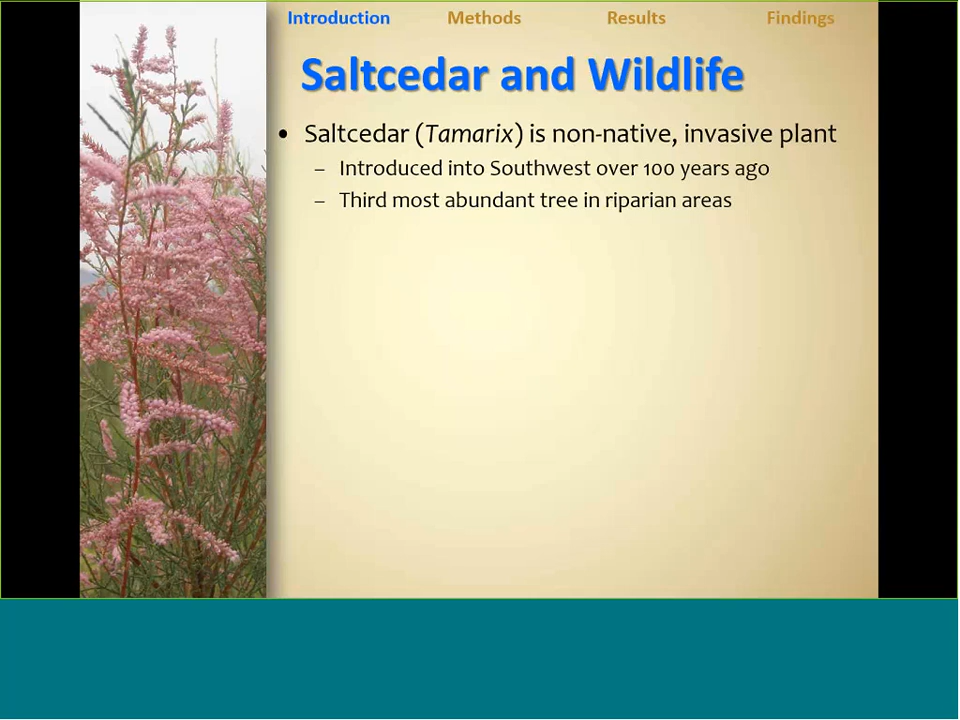 Introduction Methods Results Findings
Saltcedar and Wildlife
• Saltcedar (Tamarix) is non-native, invasive plant
– Introduced into Southwest over 100 years ago
– Third most abundant tree in riparian areas